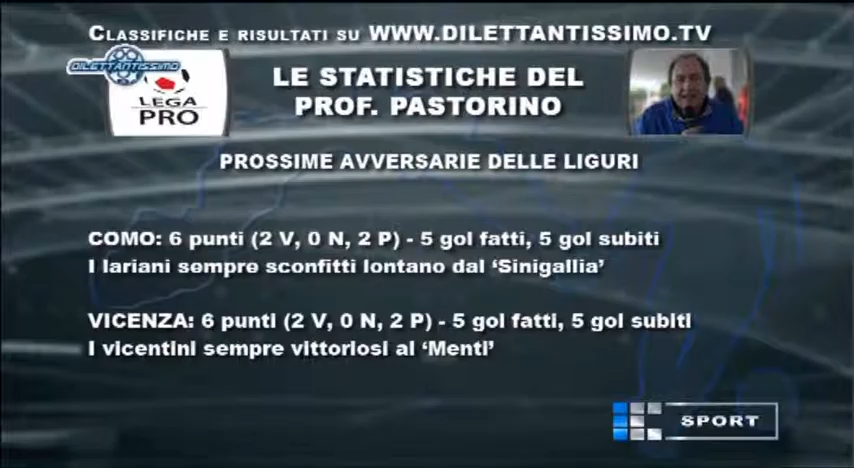 CLASSIFICHE E RISULTATI SU WWW.DILETTANTISSIMO.TV
DILETTANTISSIMO
LEGA
PRO
LE STATISTICHE DEL
PROF. PASTORINO
PROSSIME AVVERSARIE DELLE LIGURI
COMO: 6 punti (2 V, 0 N, 2 P) - 5 gol fatti, 5 gol subiti
I lariani sempre sconfitti lontano dal ‘Sinigallia’
VICENZA: 6 punti (2 V, 0 N, 2 P) - 5 gol fatti, 5 gol subiti
I vicentini sempre vittoriosi al ‘Menti’
SPORT